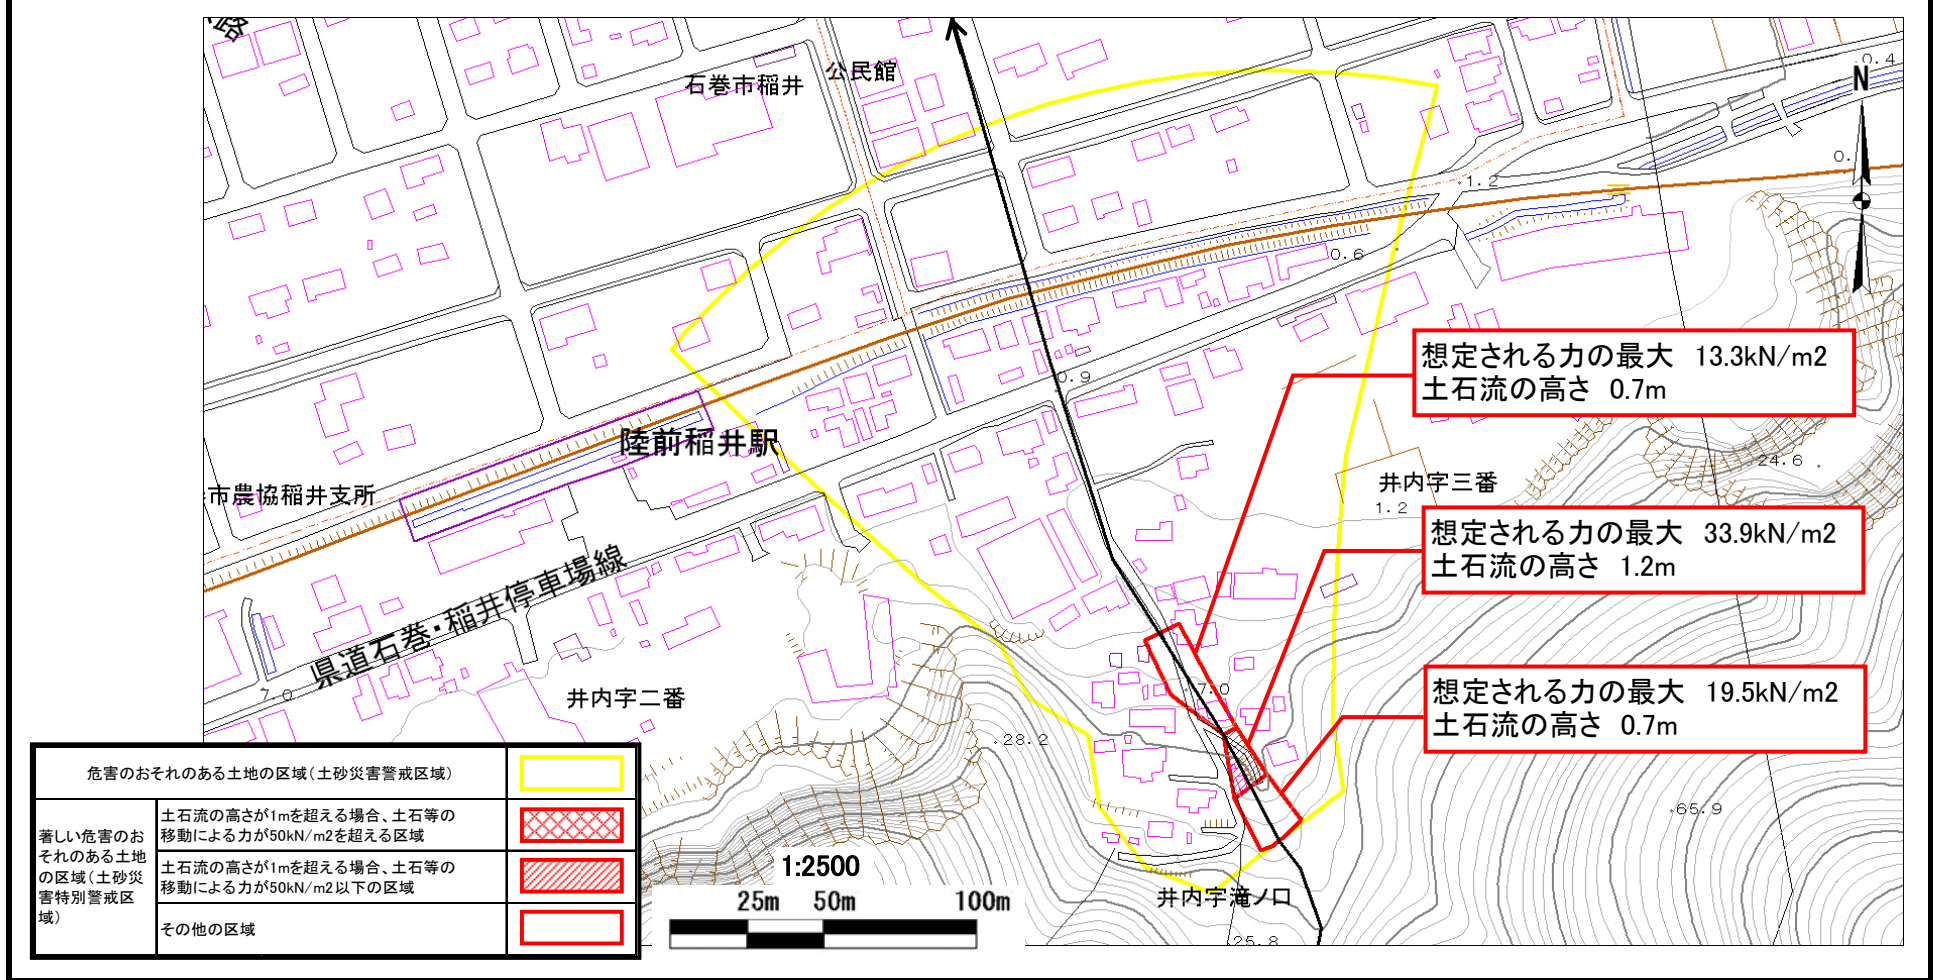 路
石巻市稲井
公民館
0.4
N
0.
1.2
0.6
想定される力の最大 13.3kN/m2
土石流の高さ 0.7m
0.9
陸前稲井駅
24.6
市農協稲井支所
井内字三番
1.2
想定される力の最大 33.9kN/m2
土石流の高さ 1.2m
県道石巻・稲井停車場線
7.0
7.0
井内字二番
想定される力の最大 19.5kN/m2
土石流の高さ 0.7m
28.2
65.9
危害のおそれのある土地の区域(土砂災害警戒区域)
著しい危害のお
それのある土地
の区域(土砂災
害特別警戒区
域)
土石流の高さが1mを超える場合、土石等の
移動による力が50kN/m2を超える区域
土石流の高さが1mを超える場合、土石等の
移動による力が50kN/m2以下の区域
その他の区域
1:2500
25m 50m 100m
井内字滝ノ口
25.8